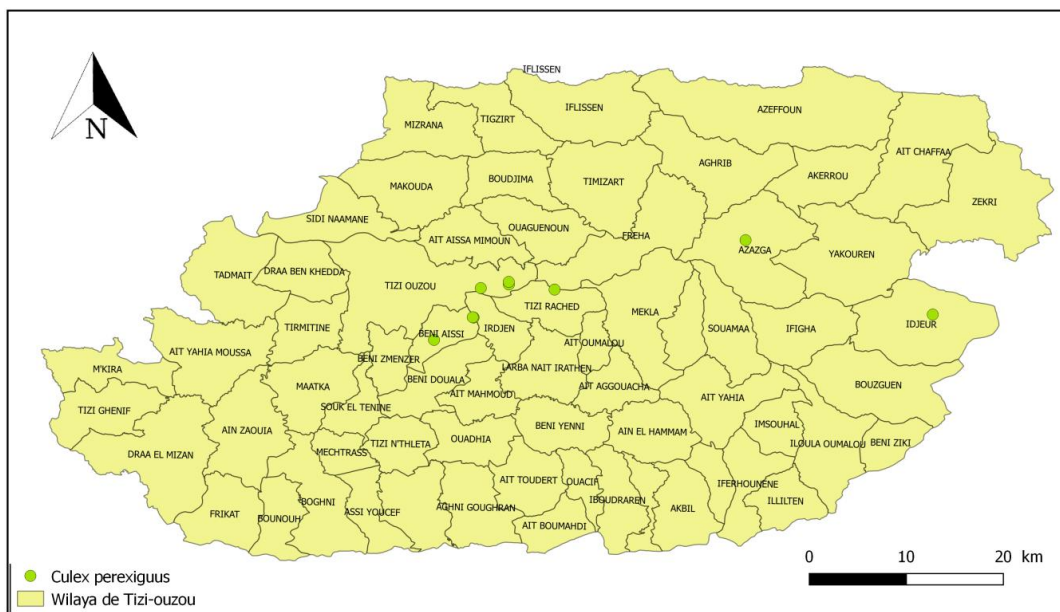 IFLISSEN
N
IFLISSEN
AZEFFOUN
TIGZIRT
MIZRANA
AIT CHAFFAA
AGHRIB
AKERROU
MAKOUDA
BOUDJIMA
TIMIZART
ZEKRI
SIDI NAAMANE
OUAGUENOUN
FREHA
AIT AISSA MIMOUN
AZAZGA
YAKOUREN
TADMAIT
DRAA BEN KHEDDA
TIZI OUZOU
TIZI RACHED
MEKLA
SOUAMAA
IFIGHA
IDJEUR
TIRMITINE
BENI AISSI
IRDJEN
AIT OUMALOU
AIT YAHIA MOUSSA
BENI ZMENZER
LARBA NAIT IRATHEN
M'KIRA
MAATKA
BENI DOUALA
AIT MAHMOUD
AIT AGGOUACHA
BOUZGUEN
TIZI GHENIF
SOUK EL TENINE
AIT YAHIA
IMSOUHAL
AIN ZAOUIA
BENI YENNI
AIN EL HAMMAM
ILOULA OUMALOU
BENI ZIKI
DRAA EL MIZAN
MECHTRASS
TIZI N'THLETA
OUADHIA
AIT TOUDERT
OUACIF
IFERHOUNENE
ILLILTEN
FRIKAT
BOUNOUH
BOGHNI
ASSI YOUCEF
AGHNI GOUGHRAN
IBOUDRAREN
AKBIL
AIT BOUMAHDI
0 10 20 km
Culex perexiguus
Wilaya de Tizi-ouzou